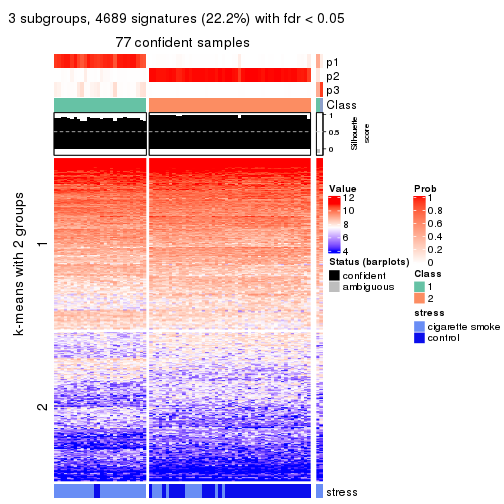 3 subgroups, 4689 signatures (22.2%) with fdr < 0.05
77 confident samples
p1
p2
p3
Class
1
0.5
0
Silhouette
score
k-means with 2 groups
1
2
stress
Value
12
10
8
6
4
Status (barplots)
confident
ambiguous
Prob
1
0.8
0.6
0.4
0.2
0
Class
1
2
stress
cigarette smoke
control